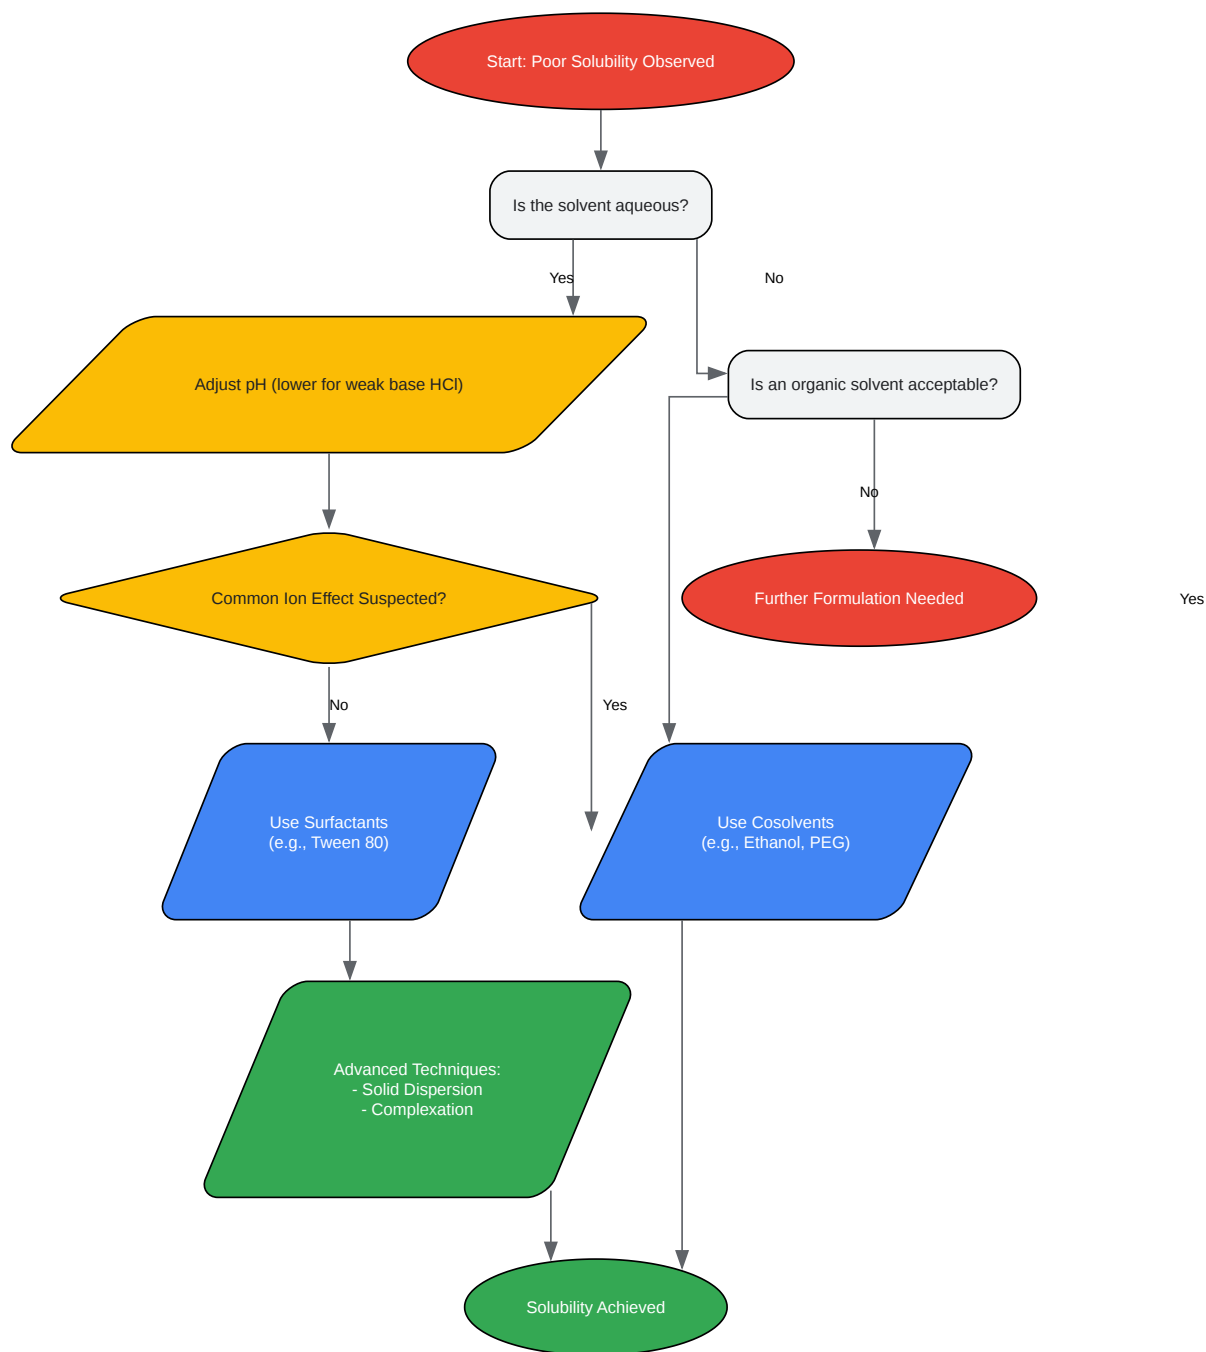 Start: Poor Solubility Observed
Is the solvent aqueous?
Yes
No
Adjust pH (lower for weak base HCl)
Is an organic solvent acceptable?
No
Common Ion Effect Suspected?
Further Formulation Needed
Yes
No
Yes
Use Surfactants
(e.g., Tween 80)
Use Cosolvents
(e.g., Ethanol, PEG)
Advanced Techniques:
- Solid Dispersion
- Complexation
Solubility Achieved